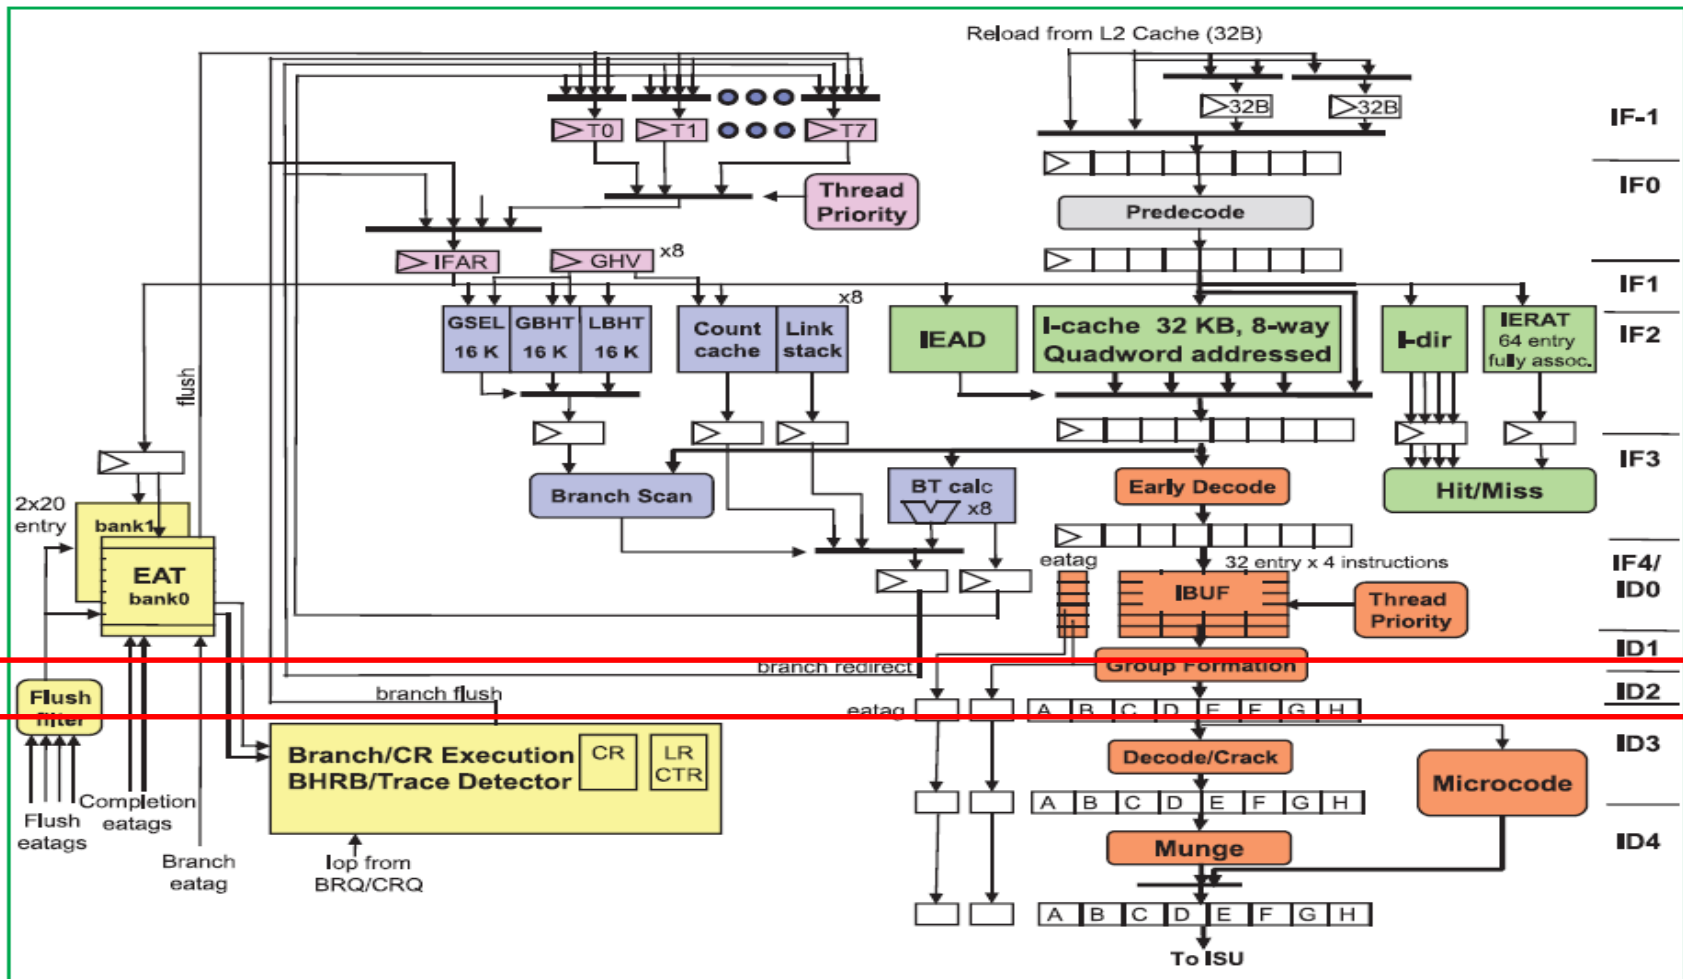 Reload from L2 Cache (32B)
32B
32B
IF-1
T0
T1
T7
IF0
Thread
Priority
Predecode
IFAR
GHV
x8
IF1
x8
GSEL
16 K
GBHT
16 K
LBHT
16 K
Count
cache
Link
stack
IEAD
I-cache 32 KB, 8-way
Quadword addressed
I-dir
IERAT
64 entry
fully assoc.
IF2
flush
IF3
Branch Scan
BT calc
x8
Early Decode
Hit/Miss
2x20
entry
bank1
EAT
bank0
eatag
32 entry x 4 instructions
IBUF
Thread
Priority
IF4/
ID0
ID1
branch redirect
Group Formation
Flush
filter
branch flush
eatag
A B C D E F G H
ID2
Branch/CR Execution
BHRB/Trace Detector
CR
LR
CTR
Decode/Crack
Microcode
ID3
A B C D E F G H
Completion
eatags
Flush
eatags
Munge
ID4
Branch
eatag
Iop from
BRQ/CRQ
A B C D E F G H
To ISU